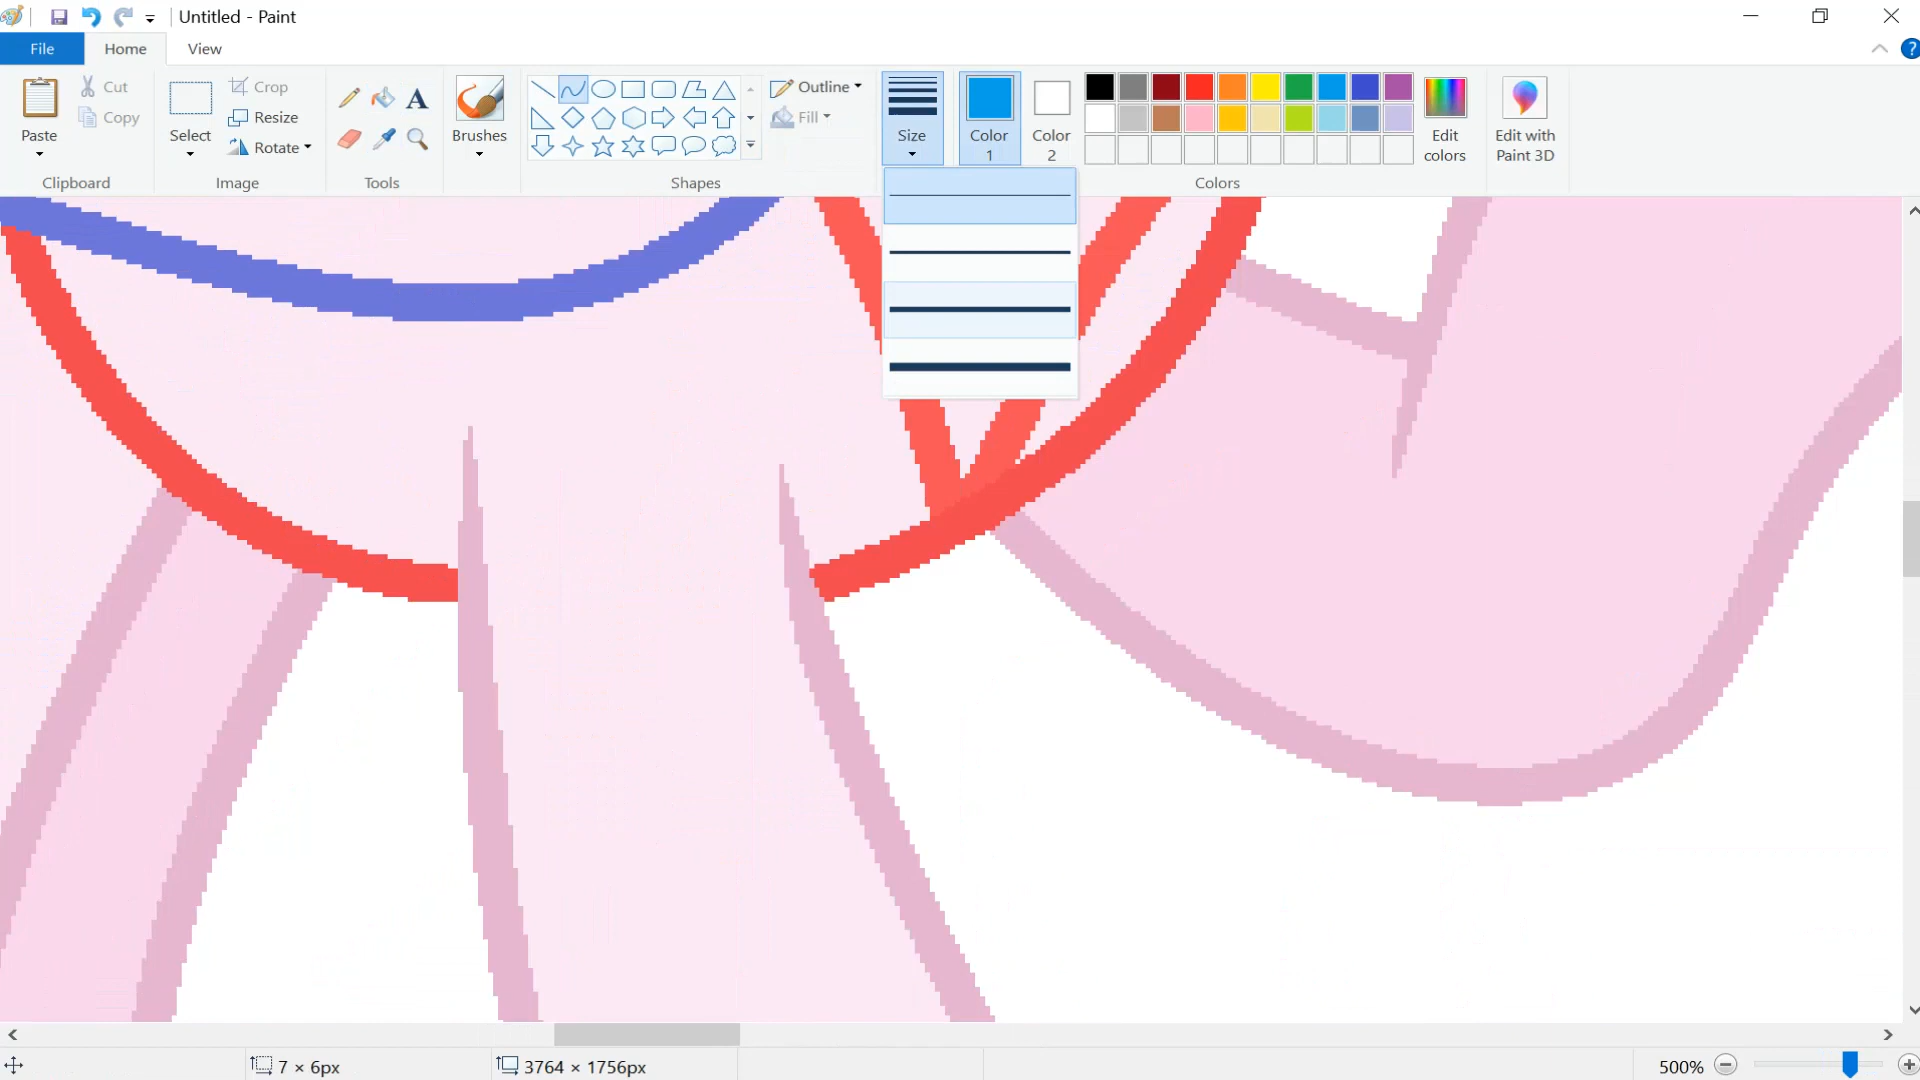 Untitled - Paint
File Home View ?
Paste
Cut
Copy
Clipboard
Select
Crop
Resize
Rotate
Image
A
Tools
Brushes
Shapes
Outline
Fill
Size
Color
1
Color
2
Colors
Edit
colors
Edit with
Paint 3D
7 × 6px
3764 × 1756px
500%